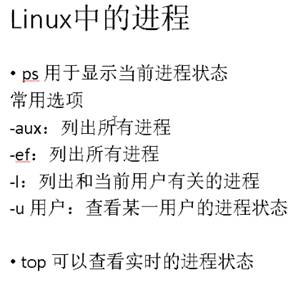 Linux中的进程
• ps 用于显示当前进程状态
常用选项
-aux：列出所有进程
-ef：列出所有进程
-l：列出和当前用户有关的进程
-u 用户：查看某一用户的进程状态
• top 可以查看实时的进程状态